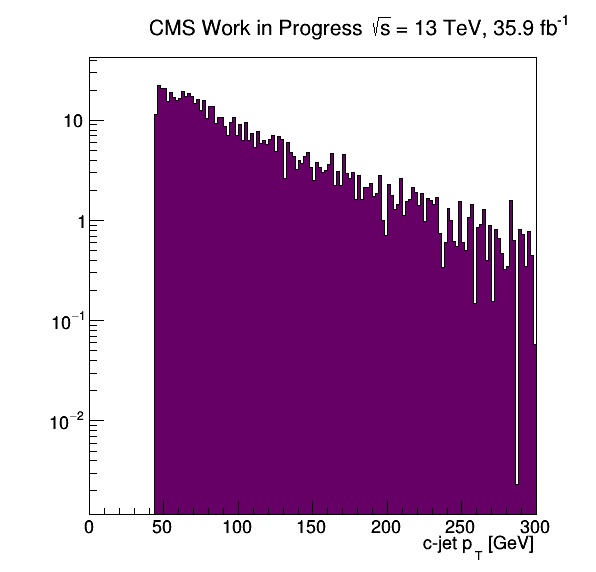 CMS Work in Progress √s = 13 TeV, 35.9 fb⁻¹
10
1
10⁻¹
10⁻²
0 50 100 150 200 250 300
c-jet p_T [GeV]